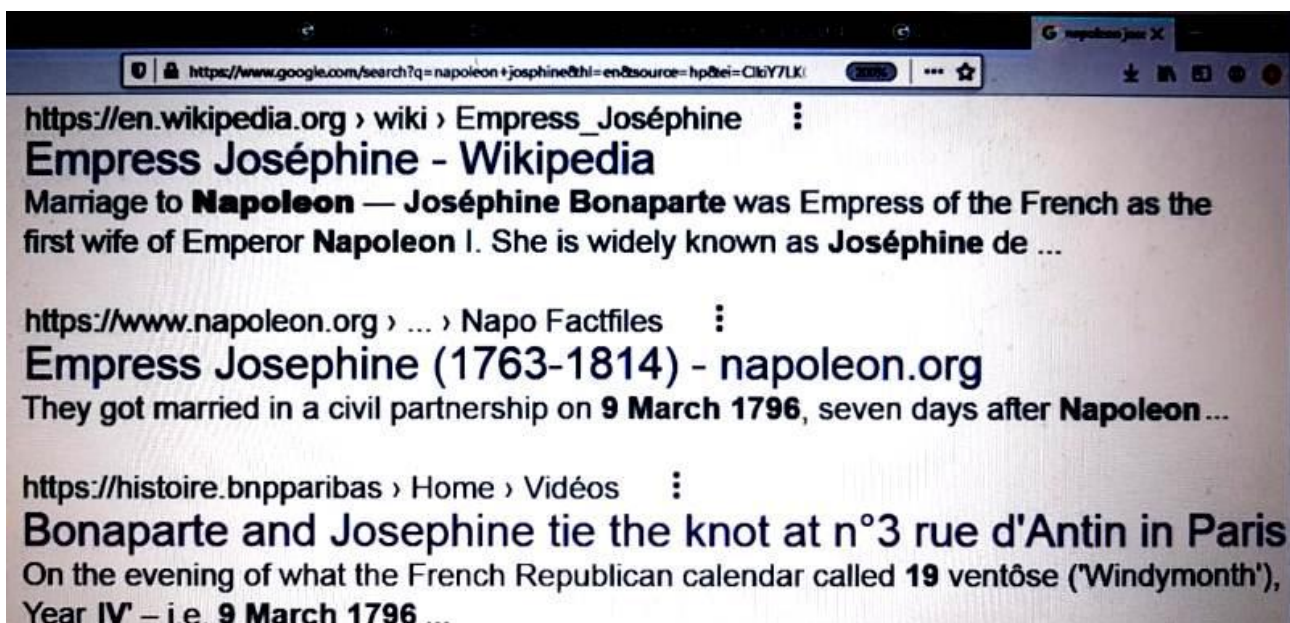 https://www.google.com/search?q=napoleon+josphine&hl=en&source=hp&ei=
200%
https://en.wikipedia.org › wiki › Empress_Joséphine
Empress Joséphine - Wikipedia
Marriage to Napoleon — Joséphine Bonaparte was Empress of the French as the
first wife of Emperor Napoleon I. She is widely known as Joséphine de ...
https://www.napoleon.org › ... › Napo Factfiles
Empress Josephine (1763-1814) - napoleon.org
They got married in a civil partnership on 9 March 1796, seven days after Napoleon ...
https://histoire.bnpparibas › Home › Vidéos
Bonaparte and Josephine tie the knot at n°3 rue d'Antin in Paris
On the evening of what the French Republican calendar called 19 ventôse ('Windymonth'),
Year IV' – i.e. 9 March 1796 ...